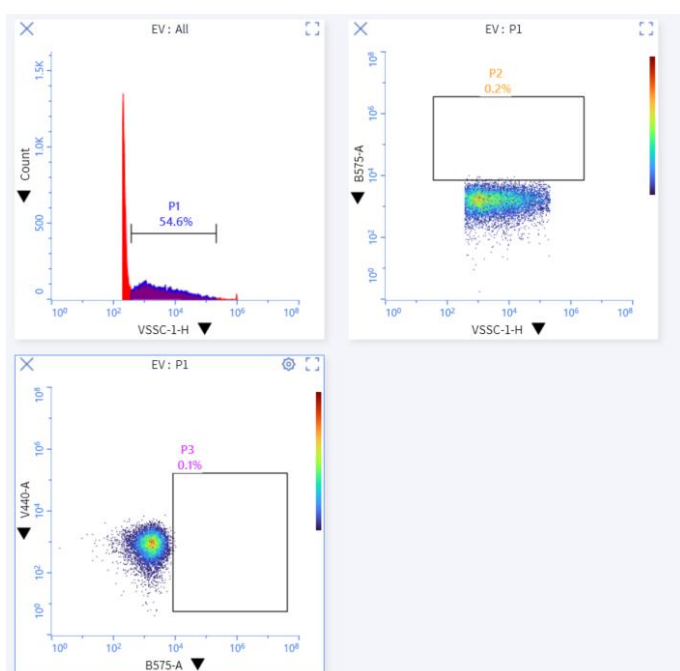 EV : All
1.5K
1.0K
500
0
Count
P1
54.6%
10⁰ 10² 10⁴ 10⁶ 10⁸
VSSC-1-H
EV : P1
10⁸
10⁶
10⁴
10²
10⁰
B575-A
P2
0.2%
10⁰ 10² 10⁴ 10⁶ 10⁸
VSSC-1-H
EV : P1
10⁸
10⁶
10⁴
10²
10⁰
V440-A
P3
0.1%
10⁰ 10² 10⁴ 10⁶ 10⁸
B575-A